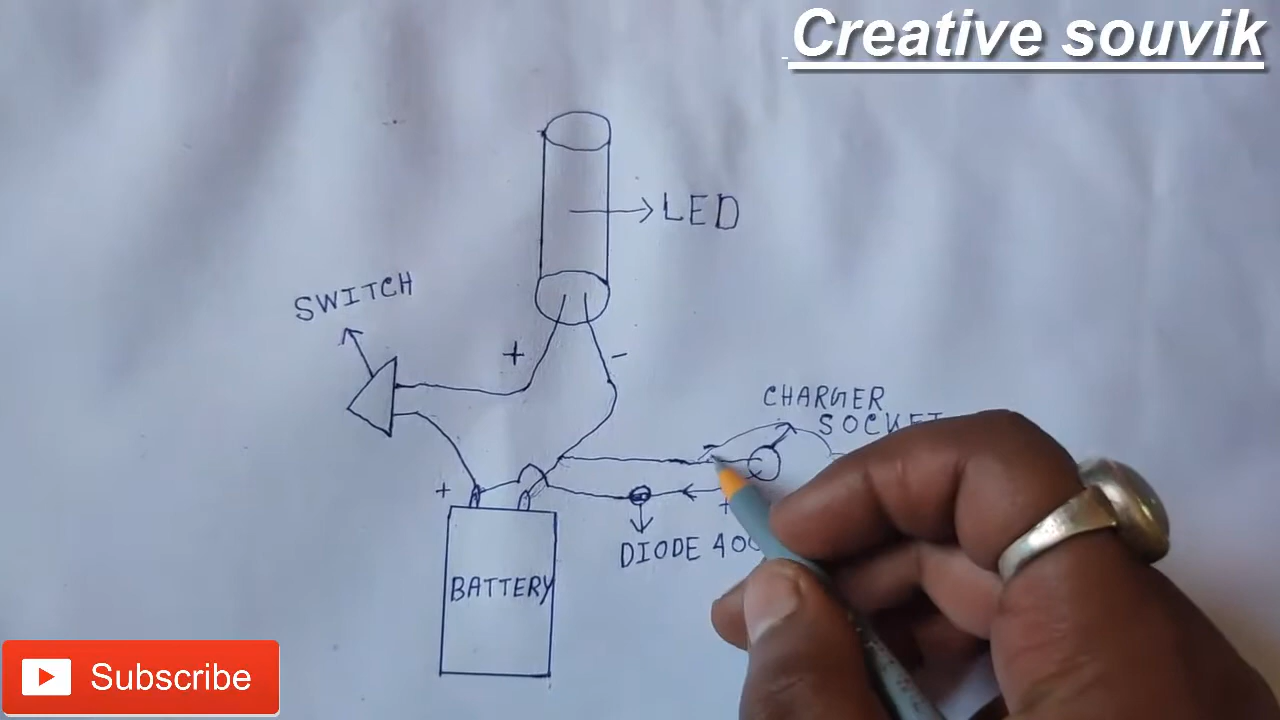 Creative souvik
LED
SWITCH
+
-
CHARGER
SOCKET
+
+
DIODE
BATTERY
Subscribe